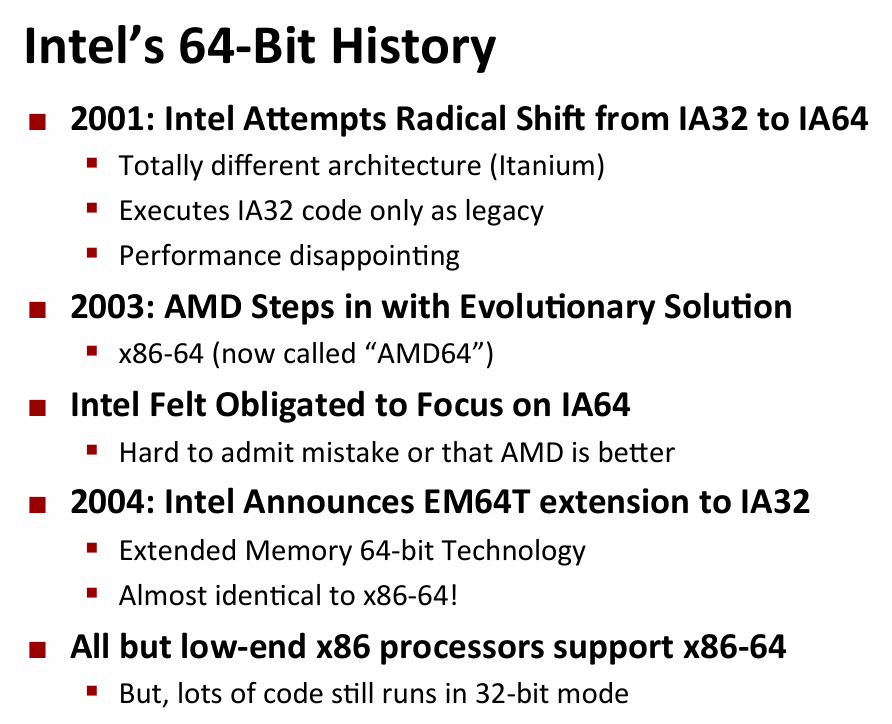 Intel’s 64-Bit History
■ 2001: Intel Attempts Radical Shift from IA32 to IA64
▪ Totally different architecture (Itanium)
▪ Executes IA32 code only as legacy
▪ Performance disappointing
■ 2003: AMD Steps in with Evolutionary Solution
▪ x86-64 (now called “AMD64”)
■ Intel Felt Obligated to Focus on IA64
▪ Hard to admit mistake or that AMD is better
■ 2004: Intel Announces EM64T extension to IA32
▪ Extended Memory 64-bit Technology
▪ Almost identical to x86-64!
■ All but low-end x86 processors support x86-64
▪ But, lots of code still runs in 32-bit mode